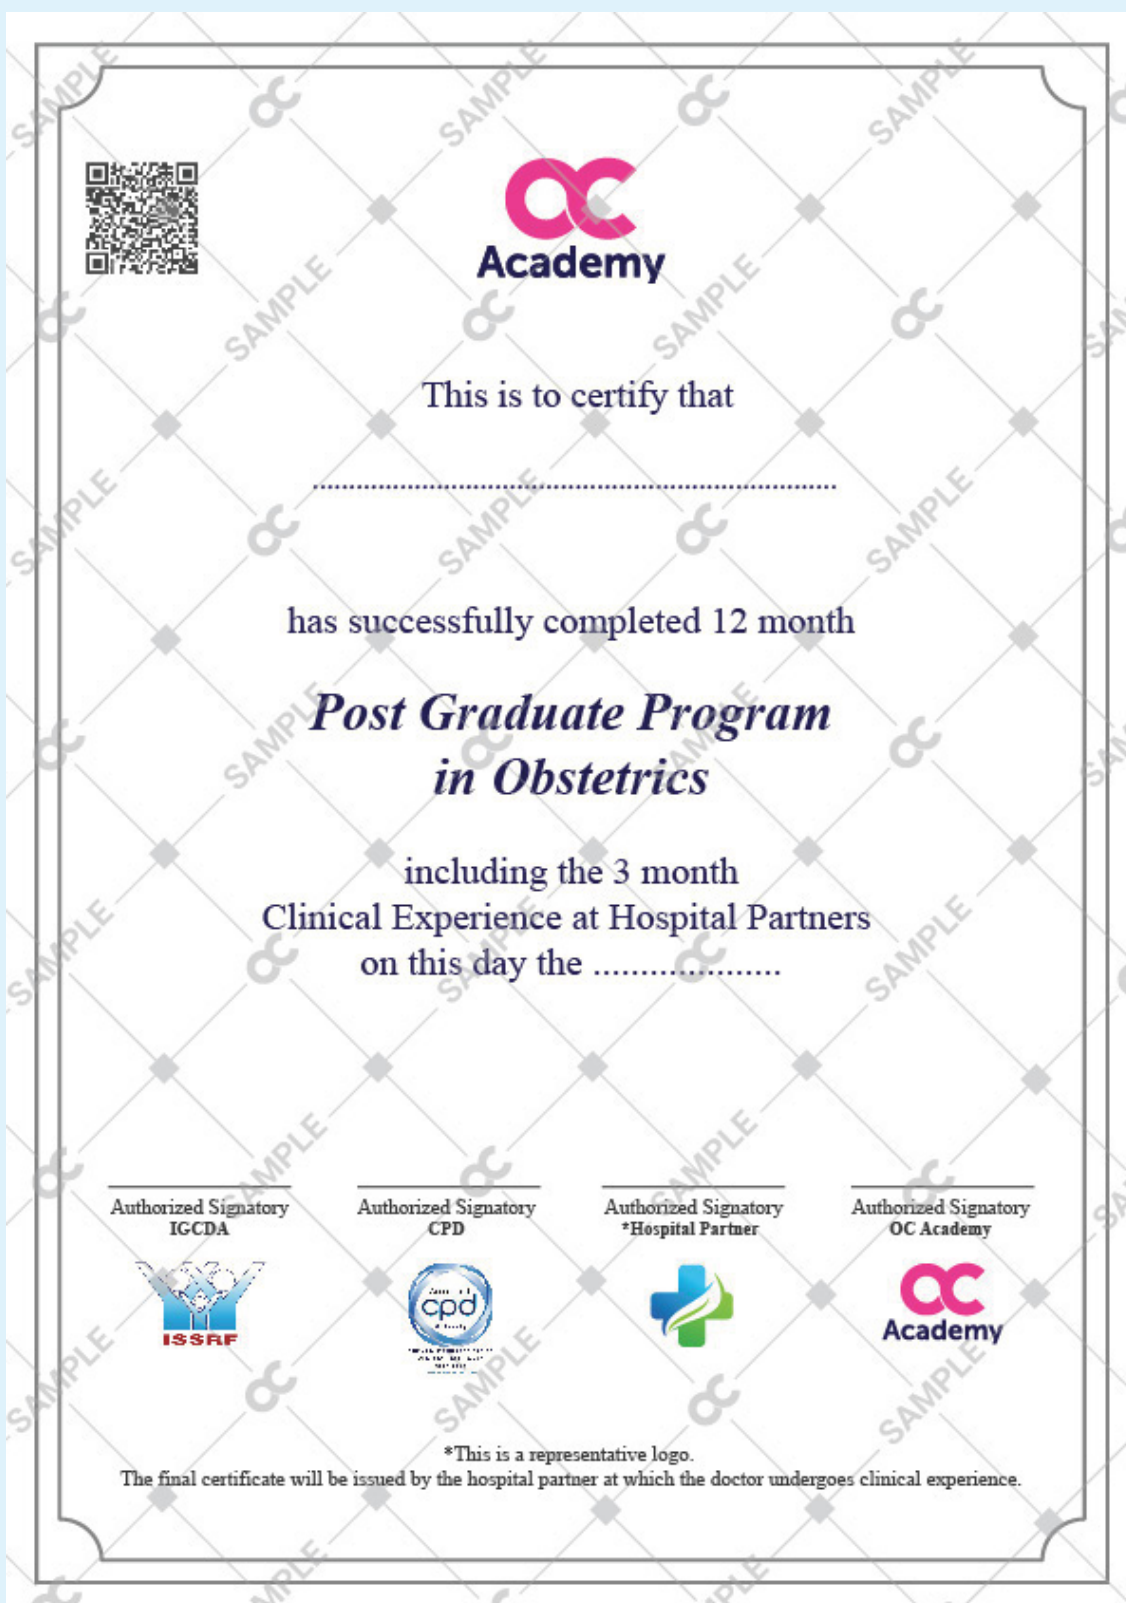 OC
Academy
This is to certify that
......................................................................
has successfully completed 12 month
Post Graduate Program
in Obstetrics
including the 3 month
Clinical Experience at Hospital Partners
on this day the ....................
Authorized Signatory
IGCDA
Authorized Signatory
CPD
Authorized Signatory
*Hospital Partner
Authorized Signatory
OC Academy
ISSRF
cpd
OC
Academy
*This is a representative logo.
The final certificate will be issued by the hospital partner at which the doctor undergoes clinical experience.
SAMPLE